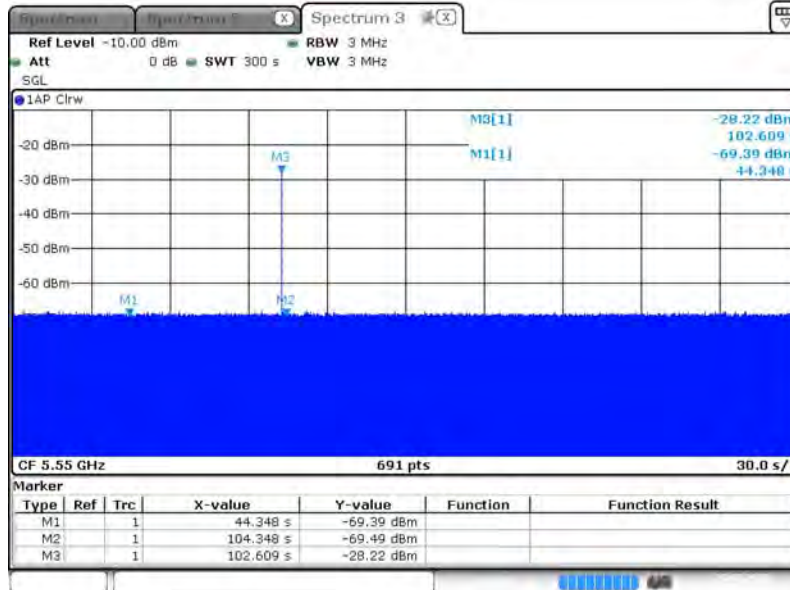 Spectrum Spectrum 2 X Spectrum 3 X
Ref Level -10.00 dBm RBW 3 MHz
Att 0 dB SWT 300 s VBW 3 MHz
SGL
1AP Clrw
M3[1] -28.22 dBm
102.609 s
-20 dBm
M3
M1[1] -69.39 dBm
44.348 s
-30 dBm
-40 dBm
-50 dBm
-60 dBm
M1 M2
CF 5.55 GHz 691 pts 30.0 s/
Marker
Type Ref Trc X-value Y-value Function Function Result
M1 1 44.348 s -69.39 dBm
M2 1 104.348 s -69.49 dBm
M3 1 102.609 s -28.22 dBm